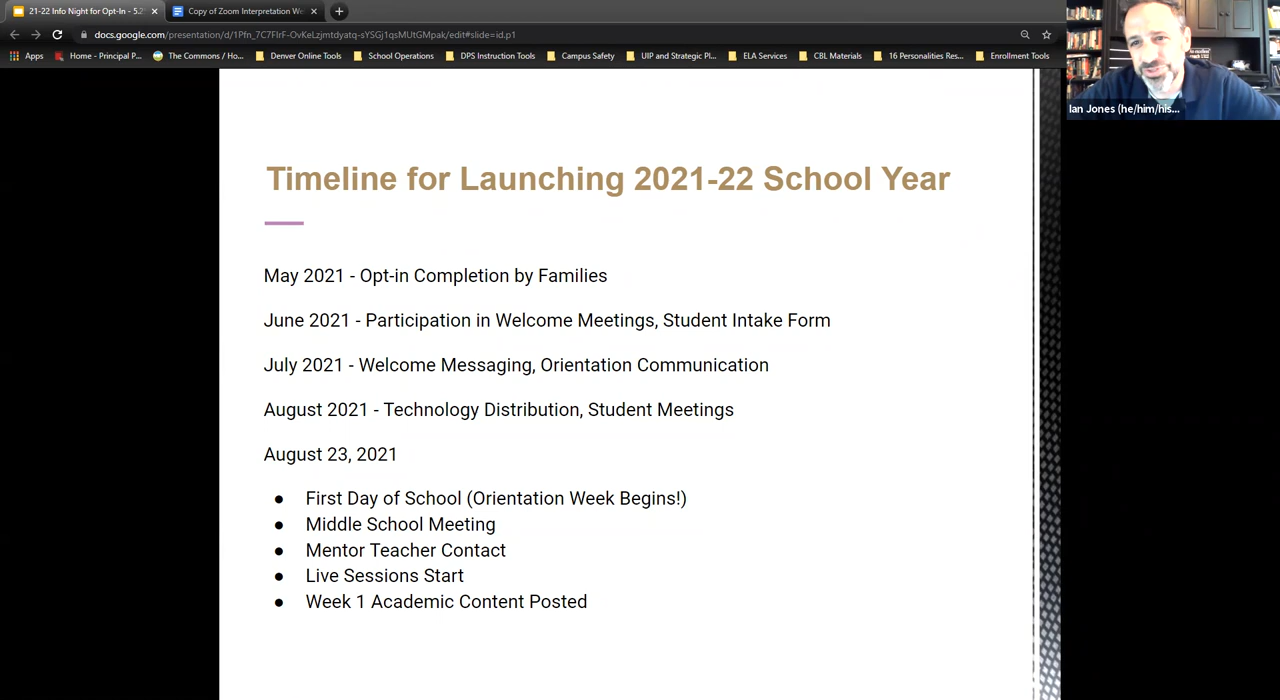 21-22 Info Night for Opt-In - 5.2
Copy of Zoom Interpretation We
docs.google.com/presentation/d/1Pfn_7C7FIrF-OvKeLzjmtdyatq-sYSGj1qsMUtGMpak/edit#slide=id.p1
Apps
Home - Principal P...
The Commons / Ho...
Denver Online Tools
School Operations
DPS Instruction Tools
Campus Safety
UIP and Strategic Pl...
ELA Services
CBL Materials
16 Personalities Res...
Enrollment Tools
Ian Jones (he/him/his...
Timeline for Launching 2021-22 School Year
May 2021 - Opt-in Completion by Families
June 2021 - Participation in Welcome Meetings, Student Intake Form
July 2021 - Welcome Messaging, Orientation Communication
August 2021 - Technology Distribution, Student Meetings
August 23, 2021
● First Day of School (Orientation Week Begins!)
● Middle School Meeting
● Mentor Teacher Contact
● Live Sessions Start
● Week 1 Academic Content Posted